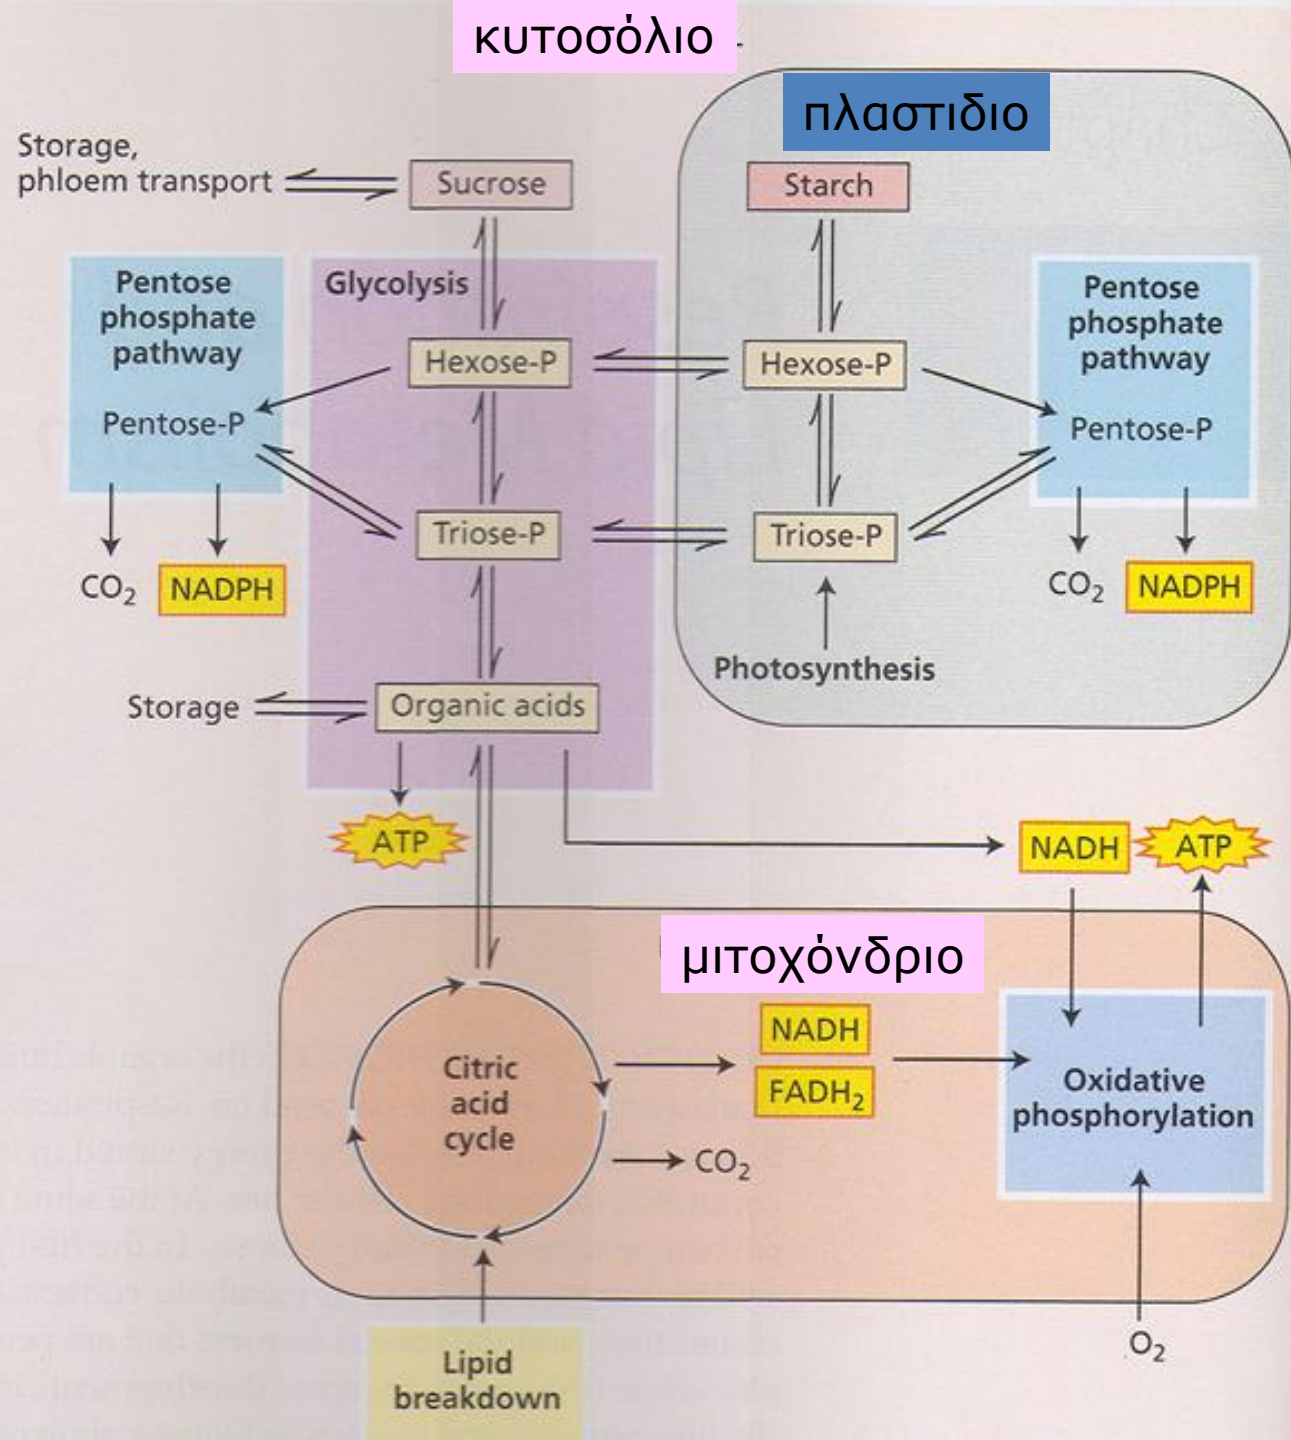 κυτοσόλιο
πλαστιδιο
Storage,
phloem transport
Sucrose
Starch
Pentose
phosphate
pathway
Glycolysis
Pentose
phosphate
pathway
Hexose-P
Hexose-P
Pentose-P
Pentose-P
Triose-P
Triose-P
CO₂
NADPH
CO₂
NADPH
Photosynthesis
Storage
Organic acids
ATP
NADH
ATP
μιτοχόνδριο
NADH
FADH₂
Citric
acid
cycle
Oxidative
phosphorylation
CO₂
O₂
Lipid
breakdown